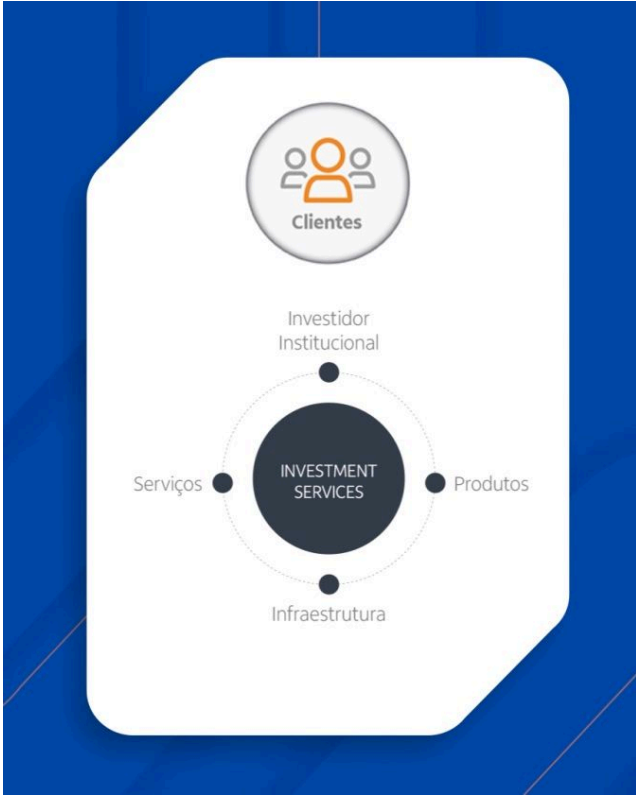 Clientes
Investidor
Institucional
Serviços
INVESTMENT
SERVICES
Produtos
Infraestrutura